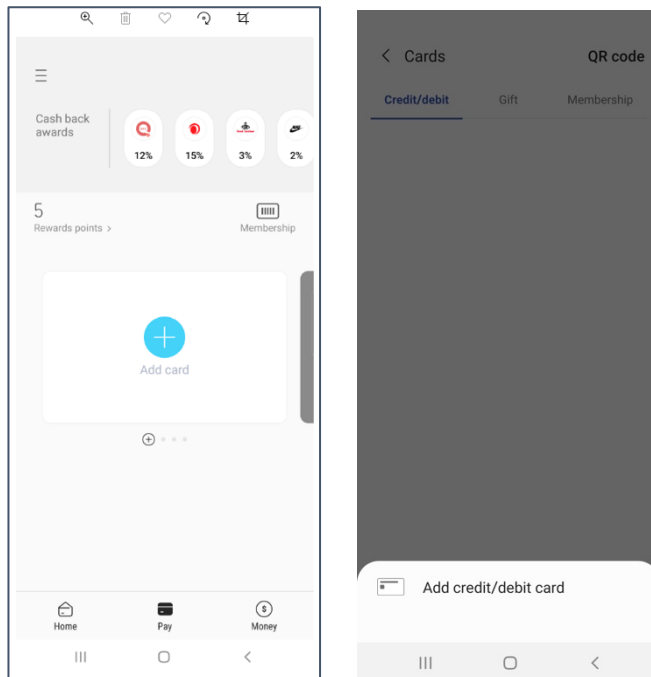 Cash back
awards
12%
15%
3%
2%
5
Rewards points >
Membership
Add card
Home
Pay
Money
Cards
QR code
Credit/debit
Gift
Membership
Add credit/debit card